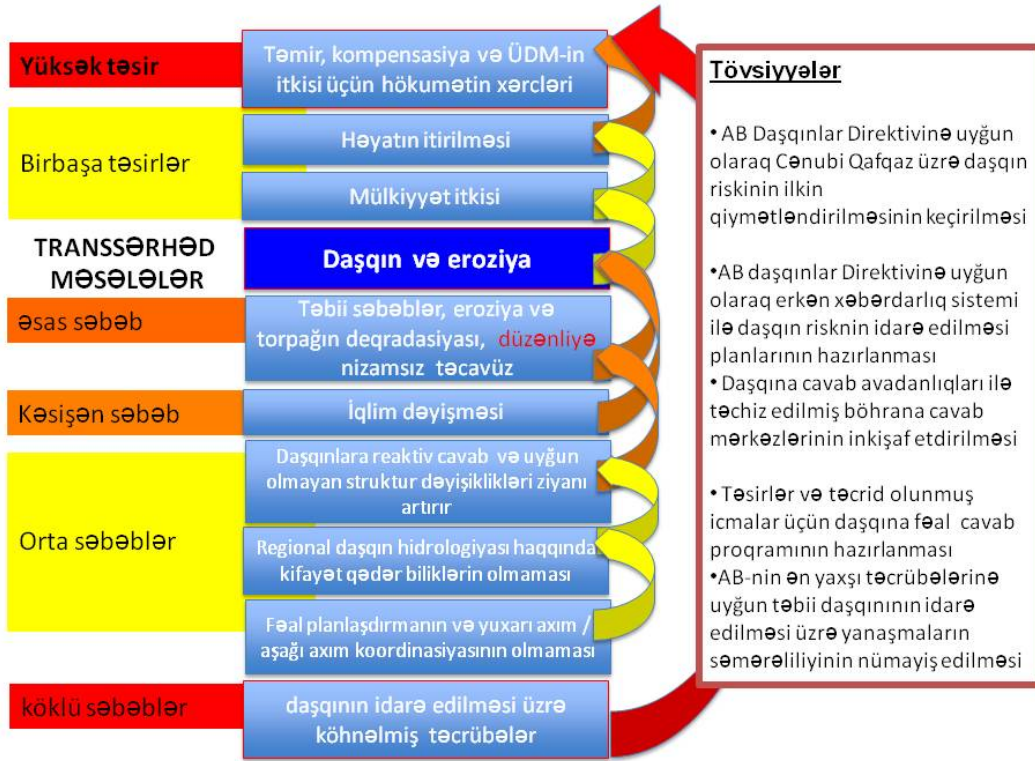 Yüksək təsir
Təmir, kompensasiya və ÜDM-in
itkisi üçün hökumətin xərcləri
Birbaşa təsirlər
Həyatın itirilməsi
Mülkiyyət itkisi
TRANSSƏRHƏD
MƏSƏLƏLƏR
Daşqın və eroziya
əsas səbəb
Təbii səbəblər, eroziya və
torpağın deqradasiyası, düzənliyə
nizamsız təcavüz
Kəsişən səbəb
İqlim dəyişməsi
Orta səbəblər
Daşqınlara reaktiv cavab və uyğun
olmayan struktur dəyişiklikləri ziyanı
artırır
Regional daşqın hidrologiyası haqqında
kifayət qədər biliklərin olmaması
Fəal planlaşdırmanın və yuxarı axım /
aşağı axım koordinasiyasının olmaması
köklü səbəblər
daşqının idarə edilməsi üzrə
köhnəlmiş təcrübələr
Tövsiyyələr
• AB Daşqınlar Direktivinə uyğun
olaraq Cənubi Qafqaz üzrə daşqın
riskinin ilkin
qiymətləndirilməsinin keçirilməsi
•AB daşqınlar Direktivinə uyğun
olaraq erkən xəbərdarlıq sistemi
ilə daşqın risknin idarə edilməsi
planlarının hazırlanması
• Daşqına cavab avadanlıqları ilə
təchiz edilmiş böhrana cavab
mərkəzlərinin inkişaf etdirilməsi
• Təsirlər və təcrid olunmuş
icmalar üçün daşqına fəal cavab
proqramının hazırlanması
•AB-nin ən yaxşı təcrübələrinə
uyğun təbii daşqınının idarə
edilməsi üzrə yanaşmaların
səmərəliliyinin nümayiş edilməsi